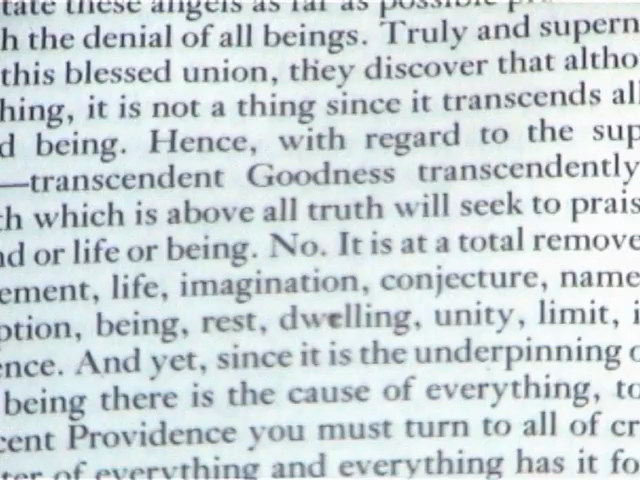 tate these angels as far as possible
h the denial of all beings. Truly and supern
this blessed union, they discover that altho
hing, it is not a thing since it transcends all
d being. Hence, with regard to the sup
—transcendent Goodness transcendently
th which is above all truth will seek to prais
nd or life or being. No. It is at a total remove
ement, life, imagination, conjecture, name
ption, being, rest, dwelling, unity, limit, i
ence. And yet, since it is the underpinning o
being there is the cause of everything, to
cent Providence you must turn to all of cr
ter of everything and everything has it fo